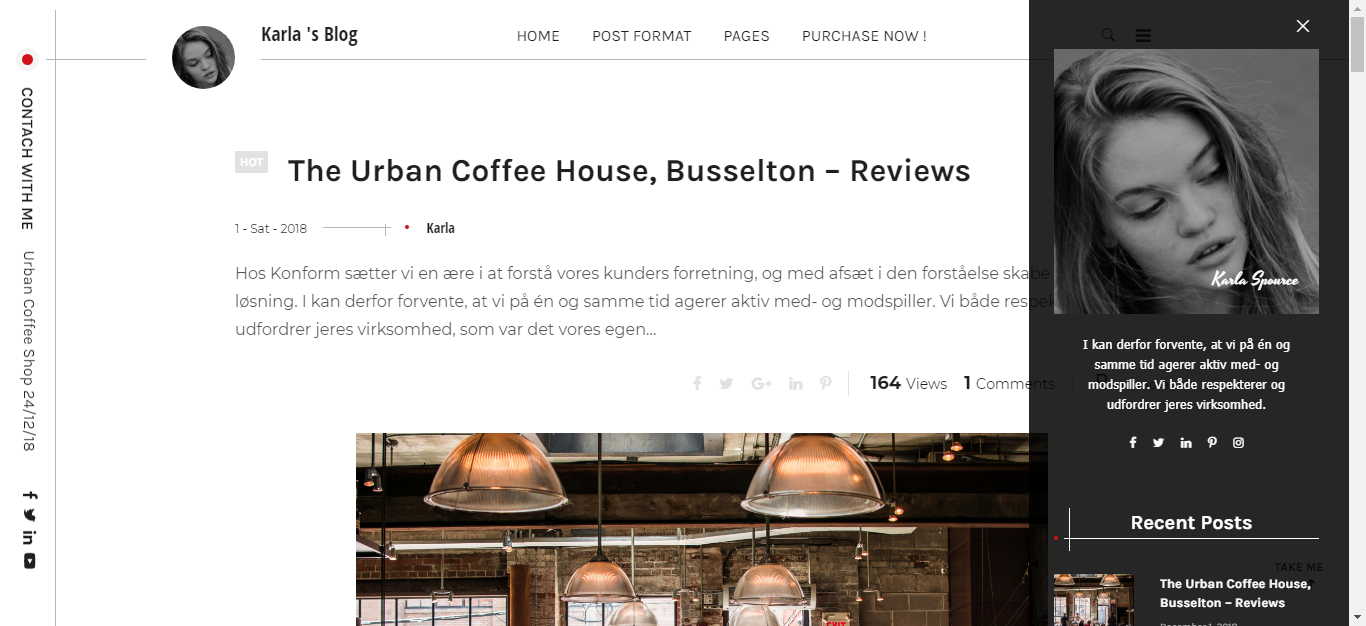 Karla 's Blog
HOME POST FORMAT PAGES PURCHASE NOW !
CONTACH WITH ME
Urban Coffee Shop 24/12/18
HOT
The Urban Coffee House, Busselton – Reviews
1 - Sat - 2018
Karla
Hos Konform sætter vi en ære i at forstå vores kunders forretning, og med afsæt i den forståelse skabe
løsning. I kan derfor forvente, at vi på én og samme tid agerer aktiv med- og modspiller. Vi både respek
udfordrer jeres virksomhed, som var det vores egen...
164 Views 1 Comments
EXIT
Karla Spource
I kan derfor forvente, at vi på én og
samme tid agerer aktiv med- og
modspiller. Vi både respekterer og
udfordrer jeres virksomhed.
Recent Posts
TAKE ME
The Urban Coffee House,
Busselton – Reviews